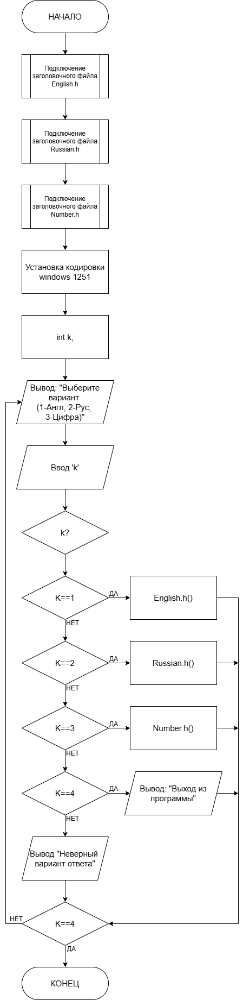 НАЧАЛО
Подключение
заголовочного файла
English.h
Подключение
заголовочного файла
Russian.h
Подключение
заголовочного файла
Number.h
Установка кодировки
windows 1251
int k;
Вывод: "Выберите
вариант
(1-Англ, 2-Рус,
3-Цифра)"
Ввод 'k'
k?
K==1
ДА
English.h()
НЕТ
K==2
ДА
Russian.h()
НЕТ
K==3
ДА
Number.h()
НЕТ
K==4
ДА
Вывод: "Выход из
программы"
НЕТ
Вывод "Неверный
вариант ответа"
НЕТ
K==4
ДА
КОНЕЦ